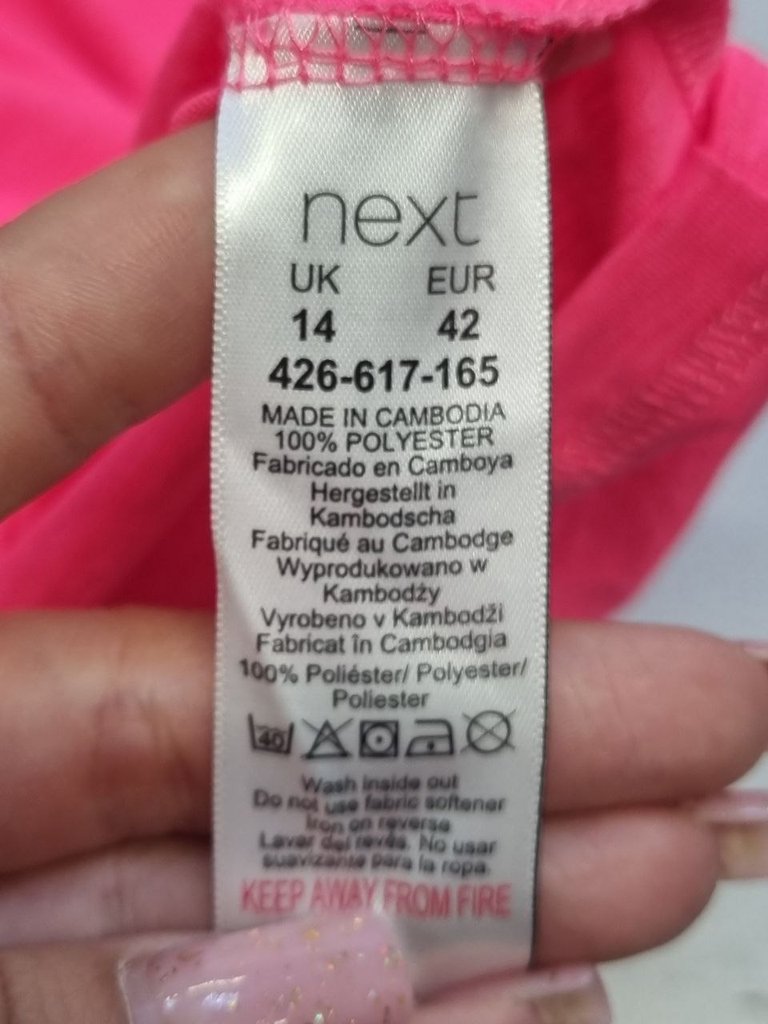 next
UK EUR
14 42
426-617-165
MADE IN CAMBODIA
100% POLYESTER
Fabricado en Camboya
Hergestellt in
Kambodscha
Fabriqué au Cambodge
Wyprodukowano w
Kambodży
Vyrobeno v Kambodži
Fabricat în Cambodgia
100% Poliéster/ Polyester/
Poliester
40
Wash inside out
Do not use fabric softener
Iron on reverse
Lavar del revés. No usar
suavizante para la ropa.
KEEP AWAY FROM FIRE